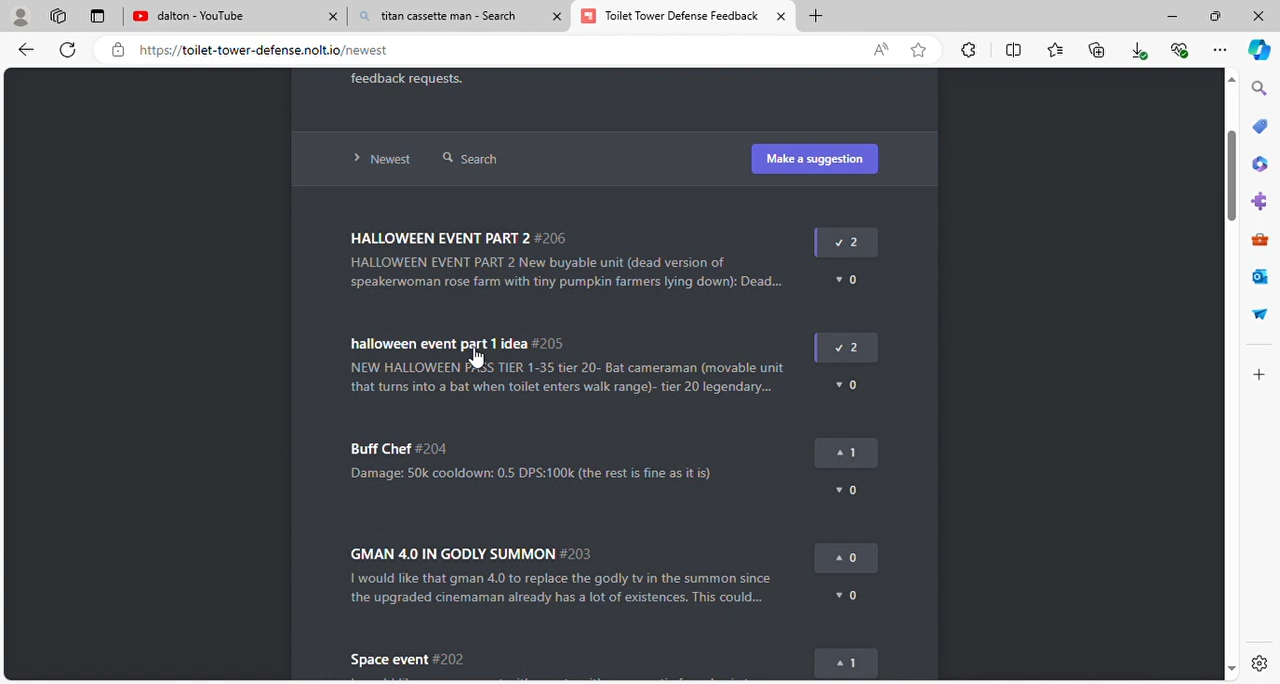 dalton - YouTube
titan cassette man - Search
Toilet Tower Defense Feedback
https://toilet-tower-defense.nolt.io/newest
feedback requests.
Newest
Search
Make a suggestion
HALLOWEEN EVENT PART 2 #206
2
HALLOWEEN EVENT PART 2 New buyable unit (dead version of
speakerwoman rose farm with tiny pumpkin farmers lying down): Dead...
0
halloween event part 1 idea #205
2
NEW HALLOWEEN PASS TIER 1-35 tier 20- Bat cameraman (movable unit
that turns into a bat when toilet enters walk range)- tier 20 legendary...
0
Buff Chef #204
1
Damage: 50k cooldown: 0.5 DPS:100k (the rest is fine as it is)
0
GMAN 4.0 IN GODLY SUMMON #203
0
I would like that gman 4.0 to replace the godly tv in the summon since
the upgraded cinemaman already has a lot of existences. This could...
0
Space event #202
1